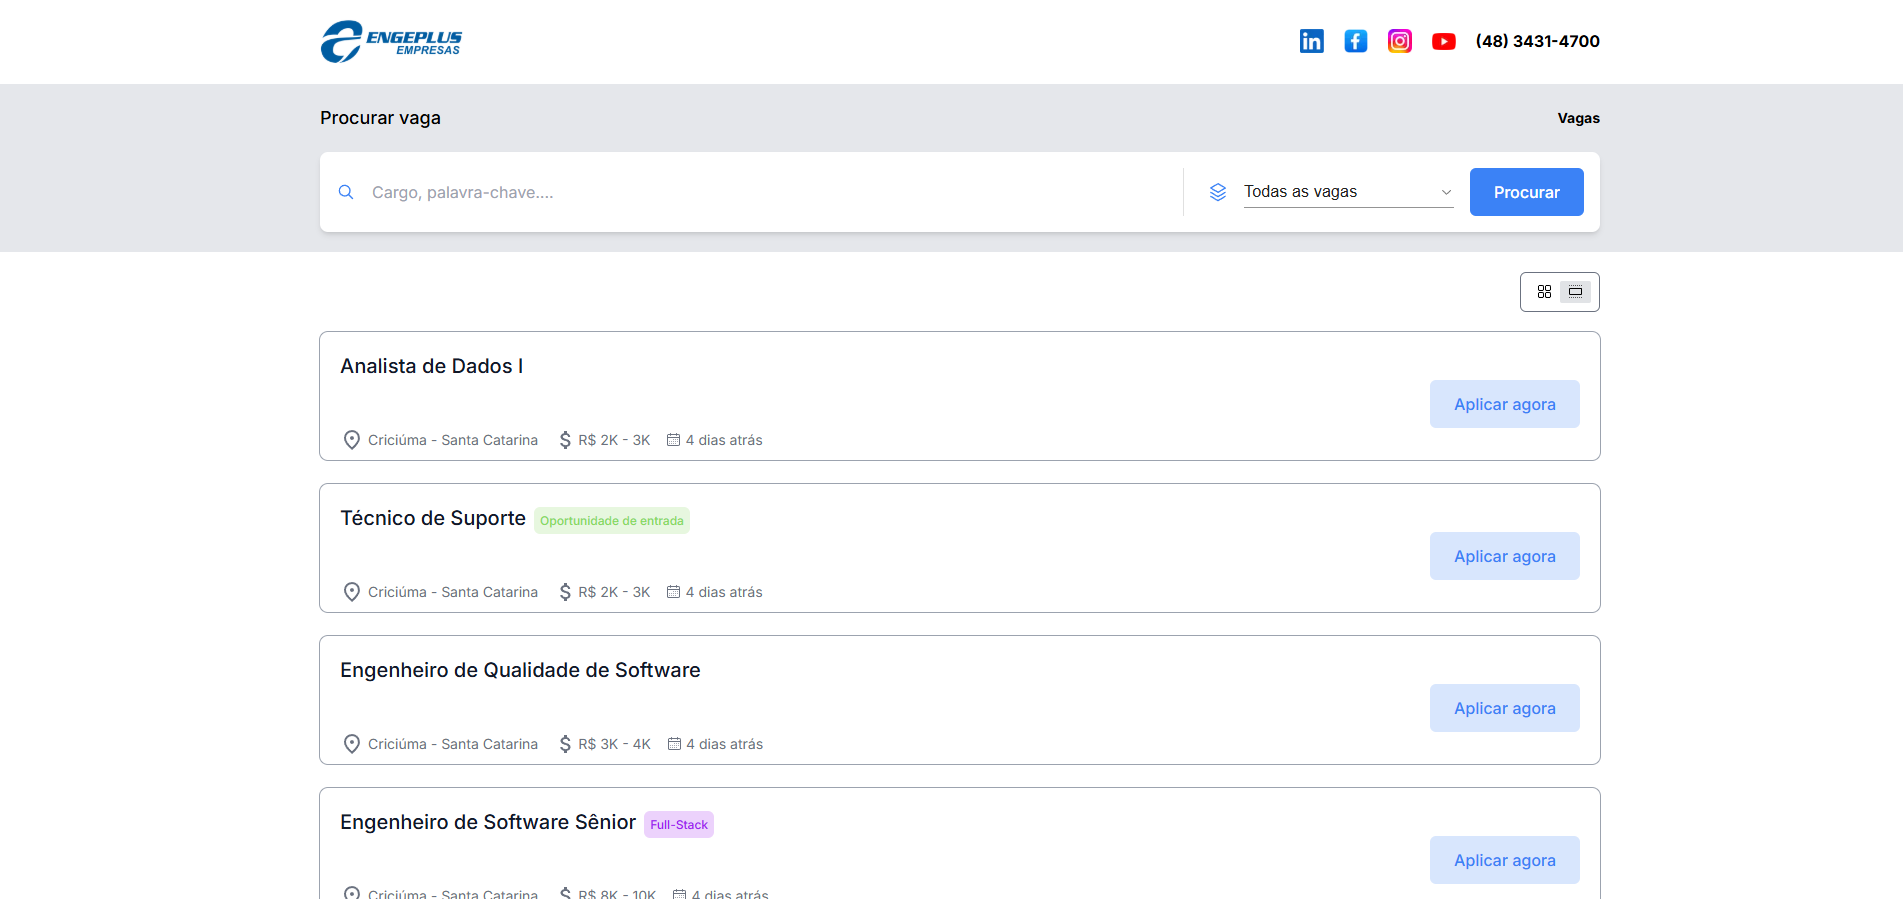 ENGEPLUS
EMPRESAS
(48) 3431-4700
Procurar vaga
Vagas
Cargo, palavra-chave....
Todas as vagas
Procurar
Analista de Dados I
Aplicar agora
Criciúma - Santa Catarina R$ 2K - 3K 4 dias atrás
Técnico de Suporte Oportunidade de entrada
Aplicar agora
Criciúma - Santa Catarina R$ 2K - 3K 4 dias atrás
Engenheiro de Qualidade de Software
Aplicar agora
Criciúma - Santa Catarina R$ 3K - 4K 4 dias atrás
Engenheiro de Software Sênior Full-Stack
Aplicar agora
Criciúma - Santa Catarina R$ 8K - 10K 4 dias atrás